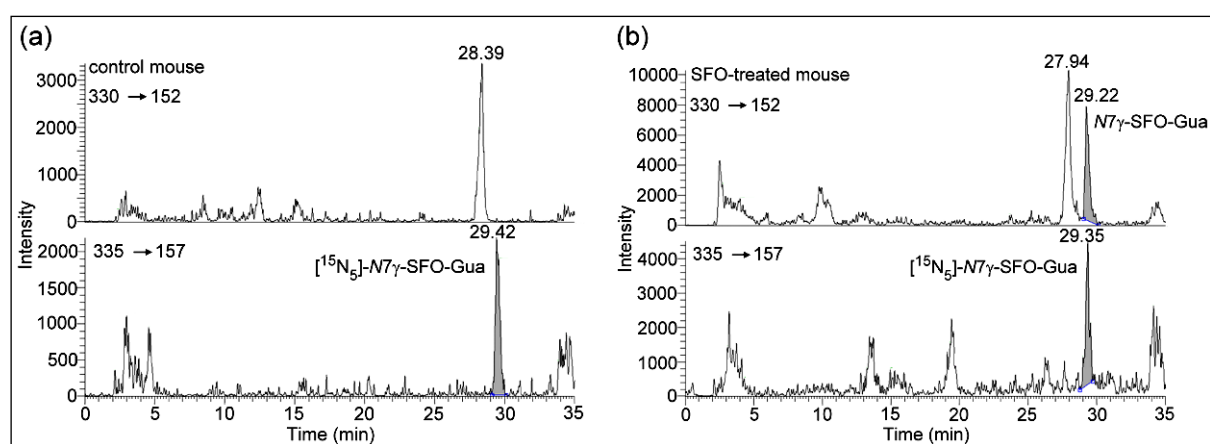 (a)
control mouse
330 → 152
28.39
3000
2000
1000
0
335 → 157
29.42
[¹⁵N₅]-N7γ-SFO-Gua
2000
1500
1000
500
0
Intensity
0 5 10 15 20 25 30 35
Time (min)
(b)
SFO-treated mouse
330 → 152
27.94
29.22
N7γ-SFO-Gua
10000
8000
6000
4000
2000
0
335 → 157
29.35
[¹⁵N₅]-N7γ-SFO-Gua
4000
3000
2000
1000
0
Intensity
0 5 10 15 20 25 30 35
Time (min)